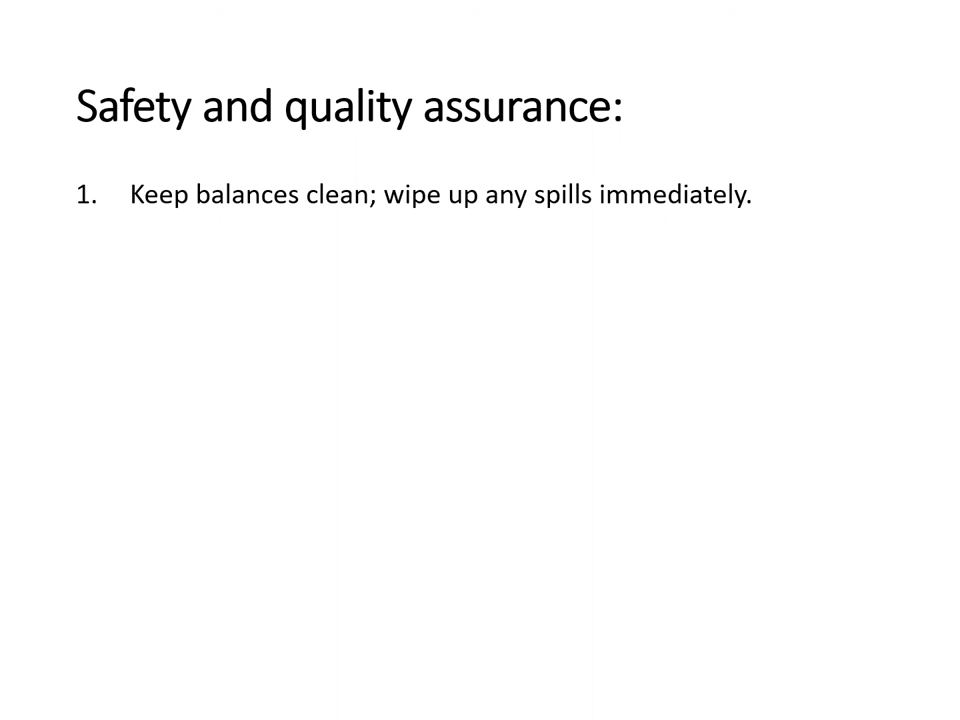 Safety and quality assurance:
1. Keep balances clean; wipe up any spills immediately.